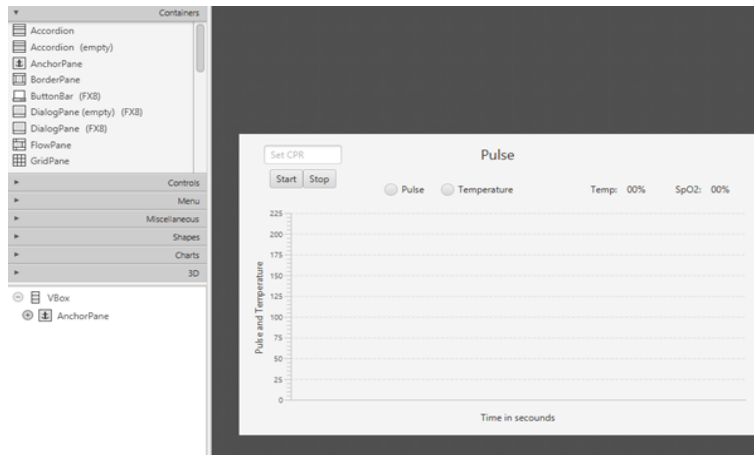 Containers
Accordion
Accordion (empty)
AnchorPane
BorderPane
ButtonBar (FX8)
DialogPane (empty) (FX8)
DialogPane (FX8)
FlowPane
GridPane
Controls
Menu
Miscellaneous
Shapes
Charts
3D
VBox
AnchorPane
Set CPR
Pulse
Start Stop
Pulse Temperature Temp: 00% SpO2: 00%
225
200
175
150
125
100
75
50
25
0
Pulse and Temperature
Time in secounds